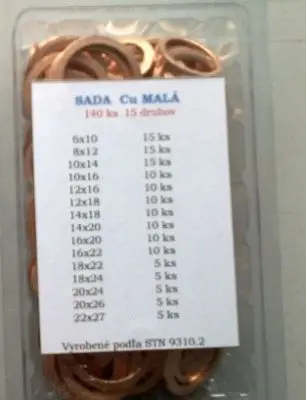 SADA Cu MALÁ
140 ks 15 druhov
6x10 15 ks
8x12 15 ks
10x14 15 ks
10x16 10 ks
12x16 10 ks
12x18 10 ks
14x18 10 ks
14x20 10 ks
16x20 10 ks
16x22 10 ks
18x22 5 ks
18x24 5 ks
20x24 5 ks
20x26 5 ks
22x27 5 ks
Vyrobené podľa STN 9310.2